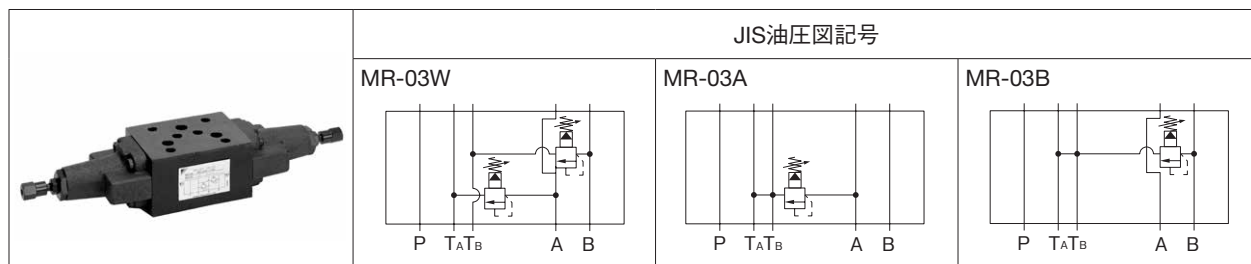 JIS油圧図記号
MR-03W
MR-03A
MR-03B
P TATB A B
P TATB A B
P TATB A B